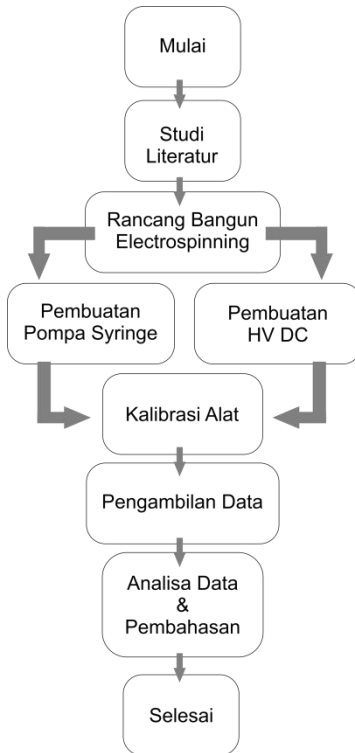 Mulai
Studi
Literatur
Rancang Bangun
Electrospinning
Pembuatan
Pompa Syringe
Pembuatan
HV DC
Kalibrasi Alat
Pengambilan Data
Analisa Data
&
Pembahasan
Selesai